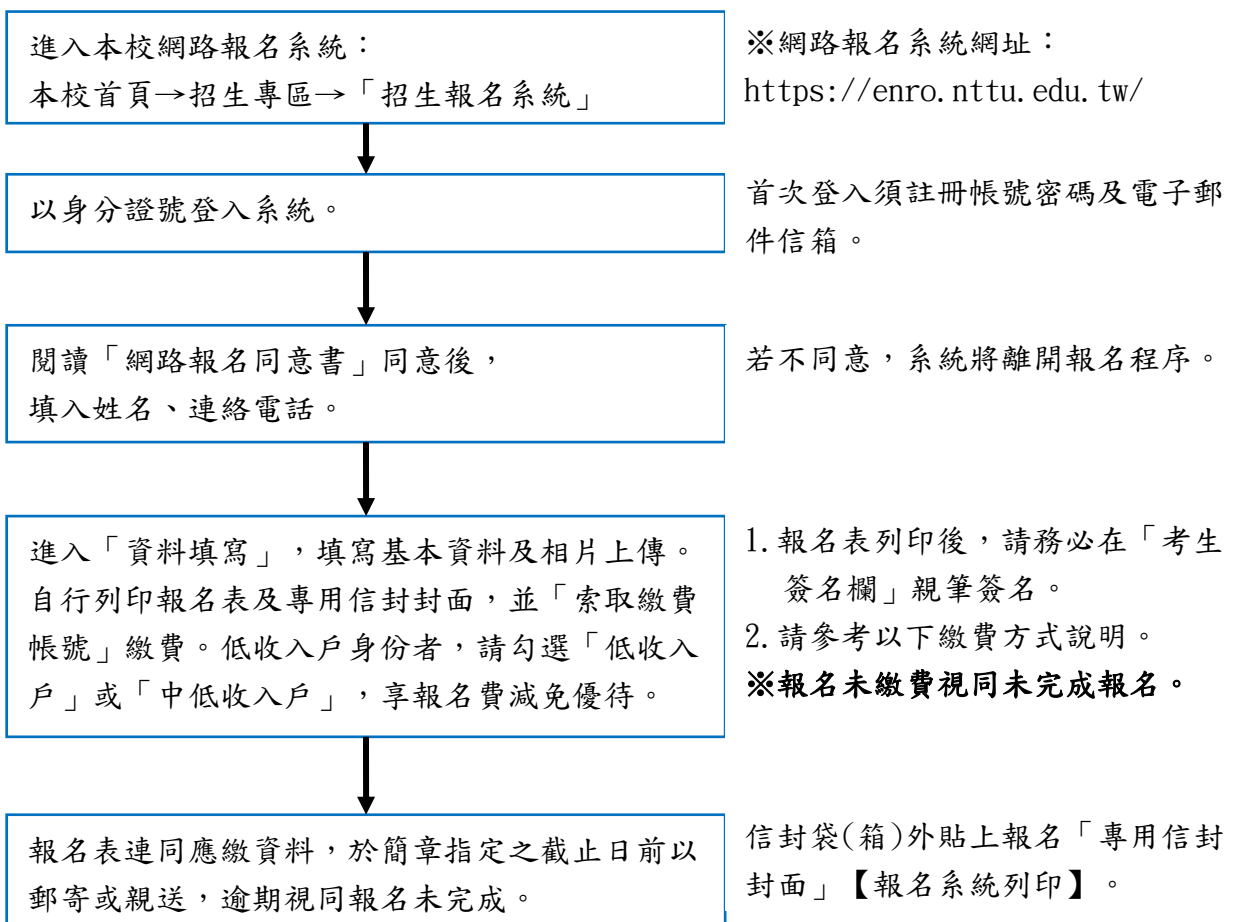 進入本校網路報名系統：
本校首頁→招生專區→「招生報名系統」
※網路報名系統網址：
https://enro.nttu.edu.tw/
以身分證號登入系統。
首次登入須註冊帳號密碼及電子郵
件信箱。
閱讀「網路報名同意書」同意後，
填入姓名、連絡電話。
若不同意，系統將離開報名程序。
進入「資料填寫」，填寫基本資料及相片上傳。
自行列印報名表及專用信封封面，並「索取繳費
帳號」繳費。低收入戶身份者，請勾選「低收入
戶」或「中低收入戶」，享報名費減免優待。
1.報名表列印後，請務必在「考生
簽名欄」親筆簽名。
2.請參考以下繳費方式說明。
※報名未繳費視同未完成報名。
報名表連同應繳資料，於簡章指定之截止日前以
郵寄或親送，逾期視同報名未完成。
信封袋(箱)外貼上報名「專用信封
封面」【報名系統列印】。